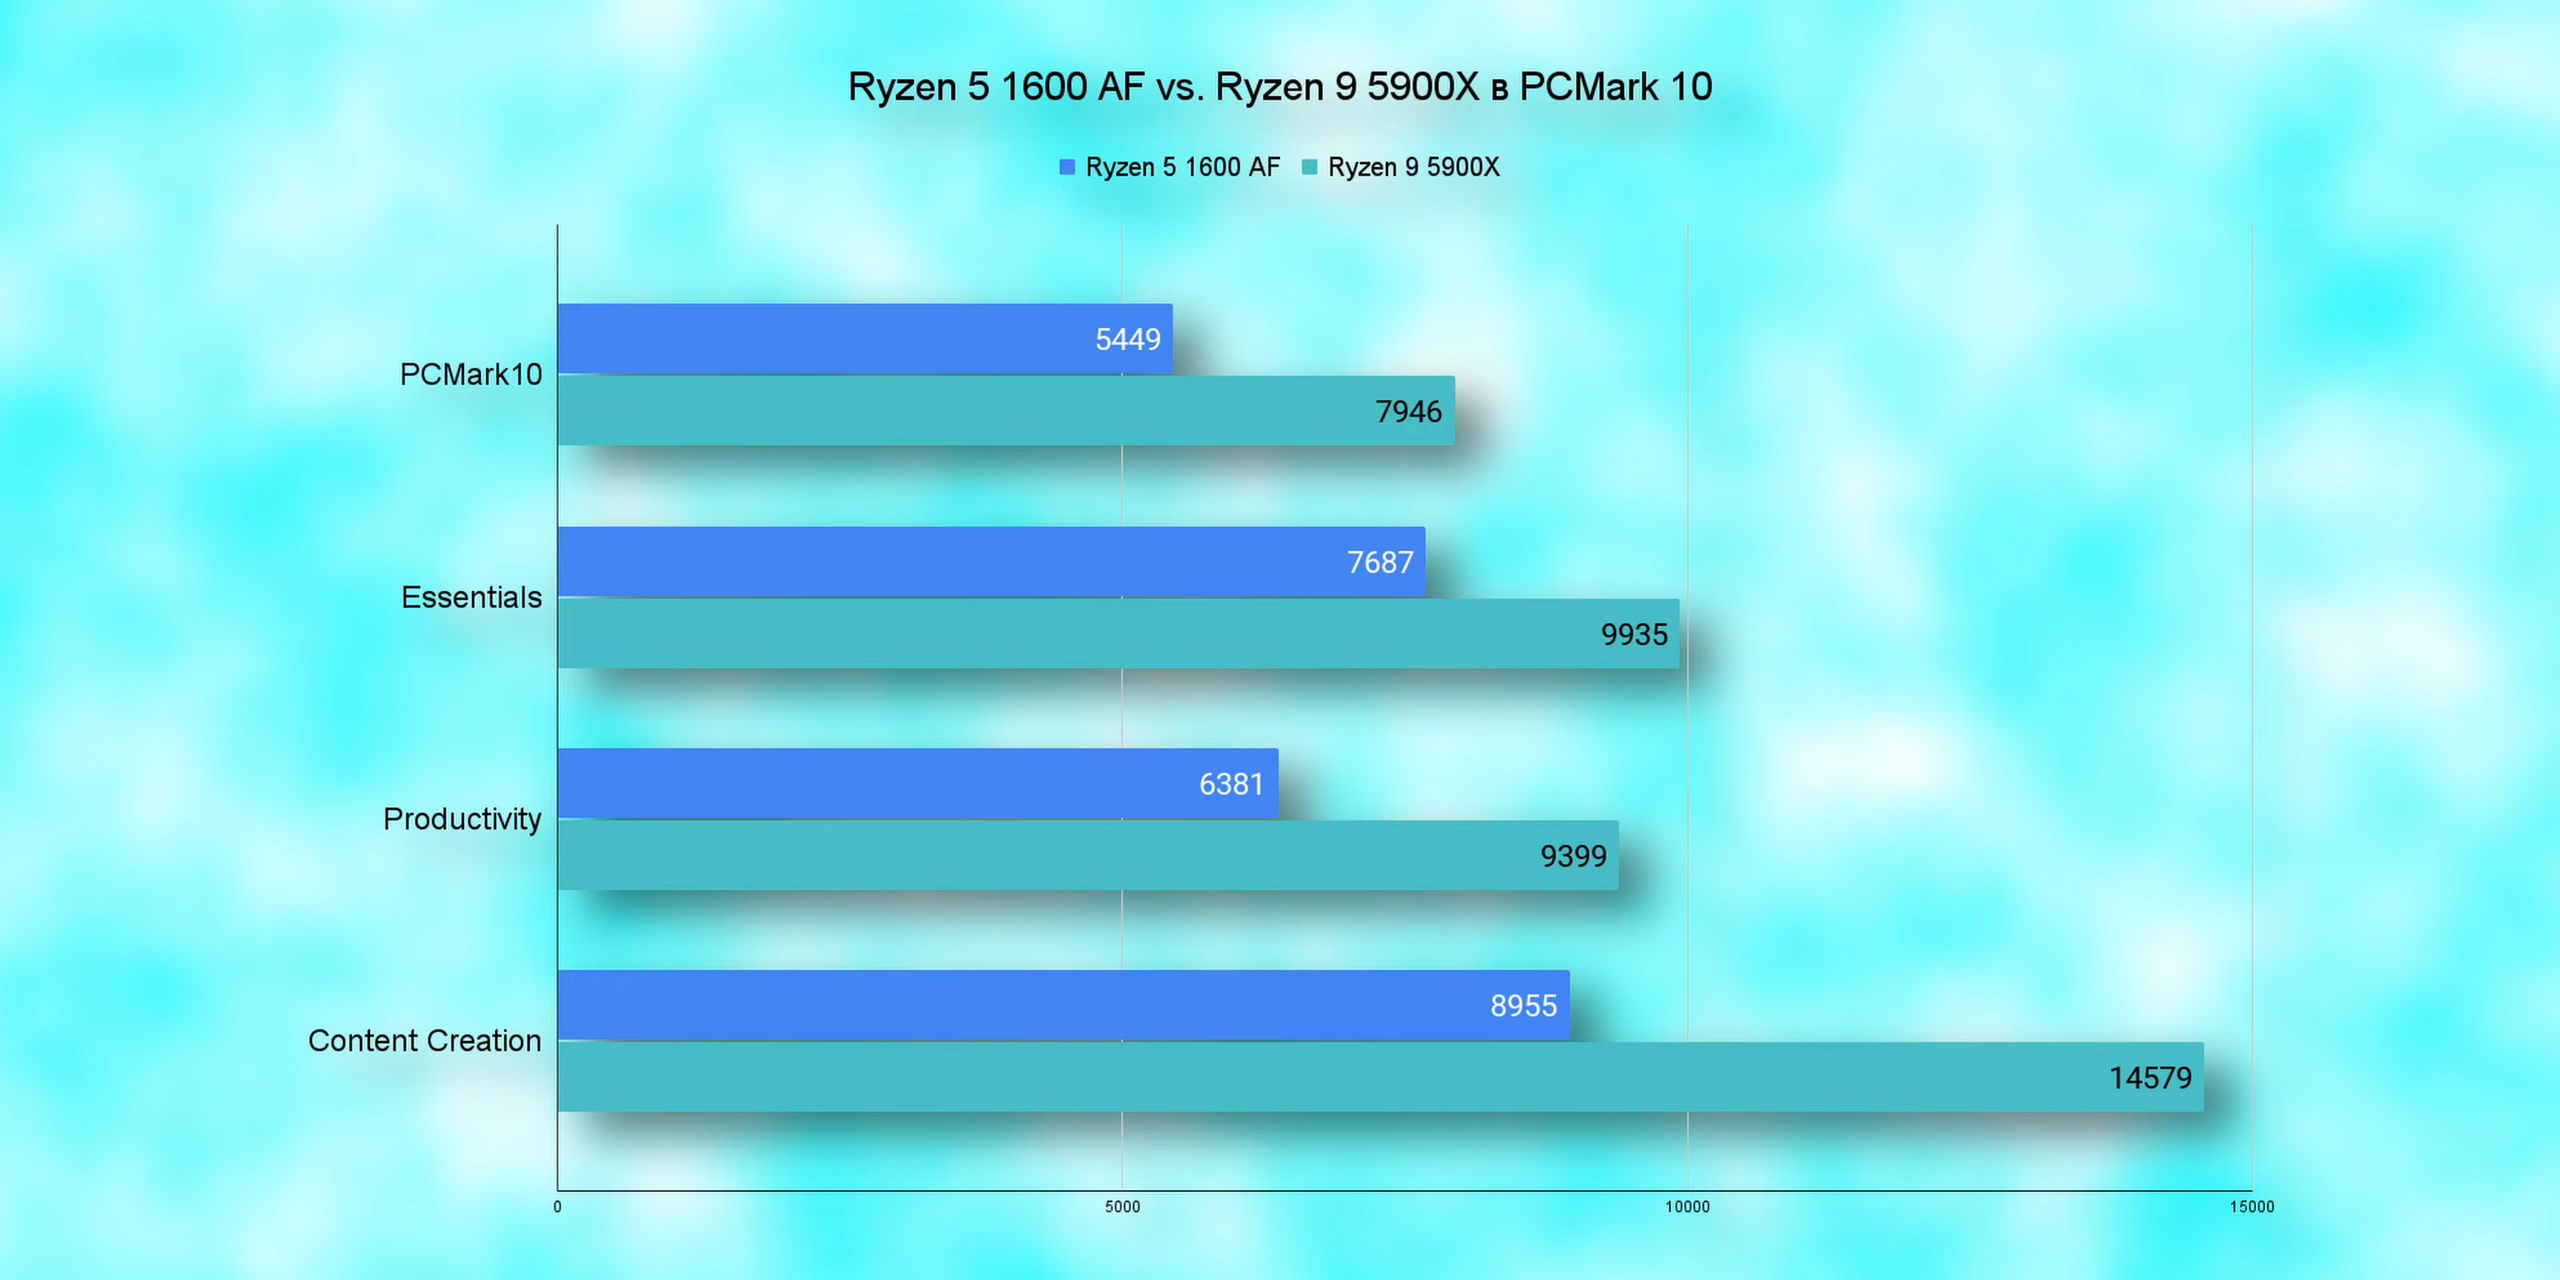 Ryzen 5 1600 AF vs. Ryzen 9 5900X в PCMark 10
Ryzen 5 1600 AF Ryzen 9 5900X
PCMark10
5449
7946
Essentials
7687
9935
Productivity
6381
9399
Content Creation
8955
14579
0 5000 10000 15000